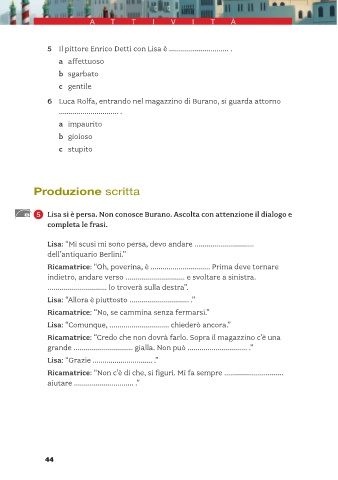 ATTIVITÀ
5 Il pittore Enrico Detti con Lisa è .............................. .
a affettuoso
b sgarbato
c gentile
6 Luca Rolfa, entrando nel magazzino di Burano, si guarda attorno
.............................. .
a impaurito
b gioioso
c stupito
Produzione scritta
5 Lisa si è persa. Non conosce Burano. Ascolta con attenzione il dialogo e
completa le frasi.
Lisa: “Mi scusi mi sono persa, devo andare ..............................
dell’antiquario Berlini.”
Ricamatrice: “Oh, poverina, è .............................. Prima deve tornare
indietro, andare verso .............................. e svoltare a sinistra.
.............................. lo troverà sulla destra”.
Lisa: “Allora è piuttosto .............................. .”
Ricamatrice: “No, se cammina senza fermarsi.”
Lisa: “Comunque, .............................. chiederò ancora.”
Ricamatrice: “Credo che non dovrà farlo. Sopra il magazzino c’è una
grande .............................. gialla. Non può .............................. .”
Lisa: “Grazie .............................. .”
Ricamatrice: “Non c’è di che, si figuri. Mi fa sempre ..............................
aiutare .............................. .”
44